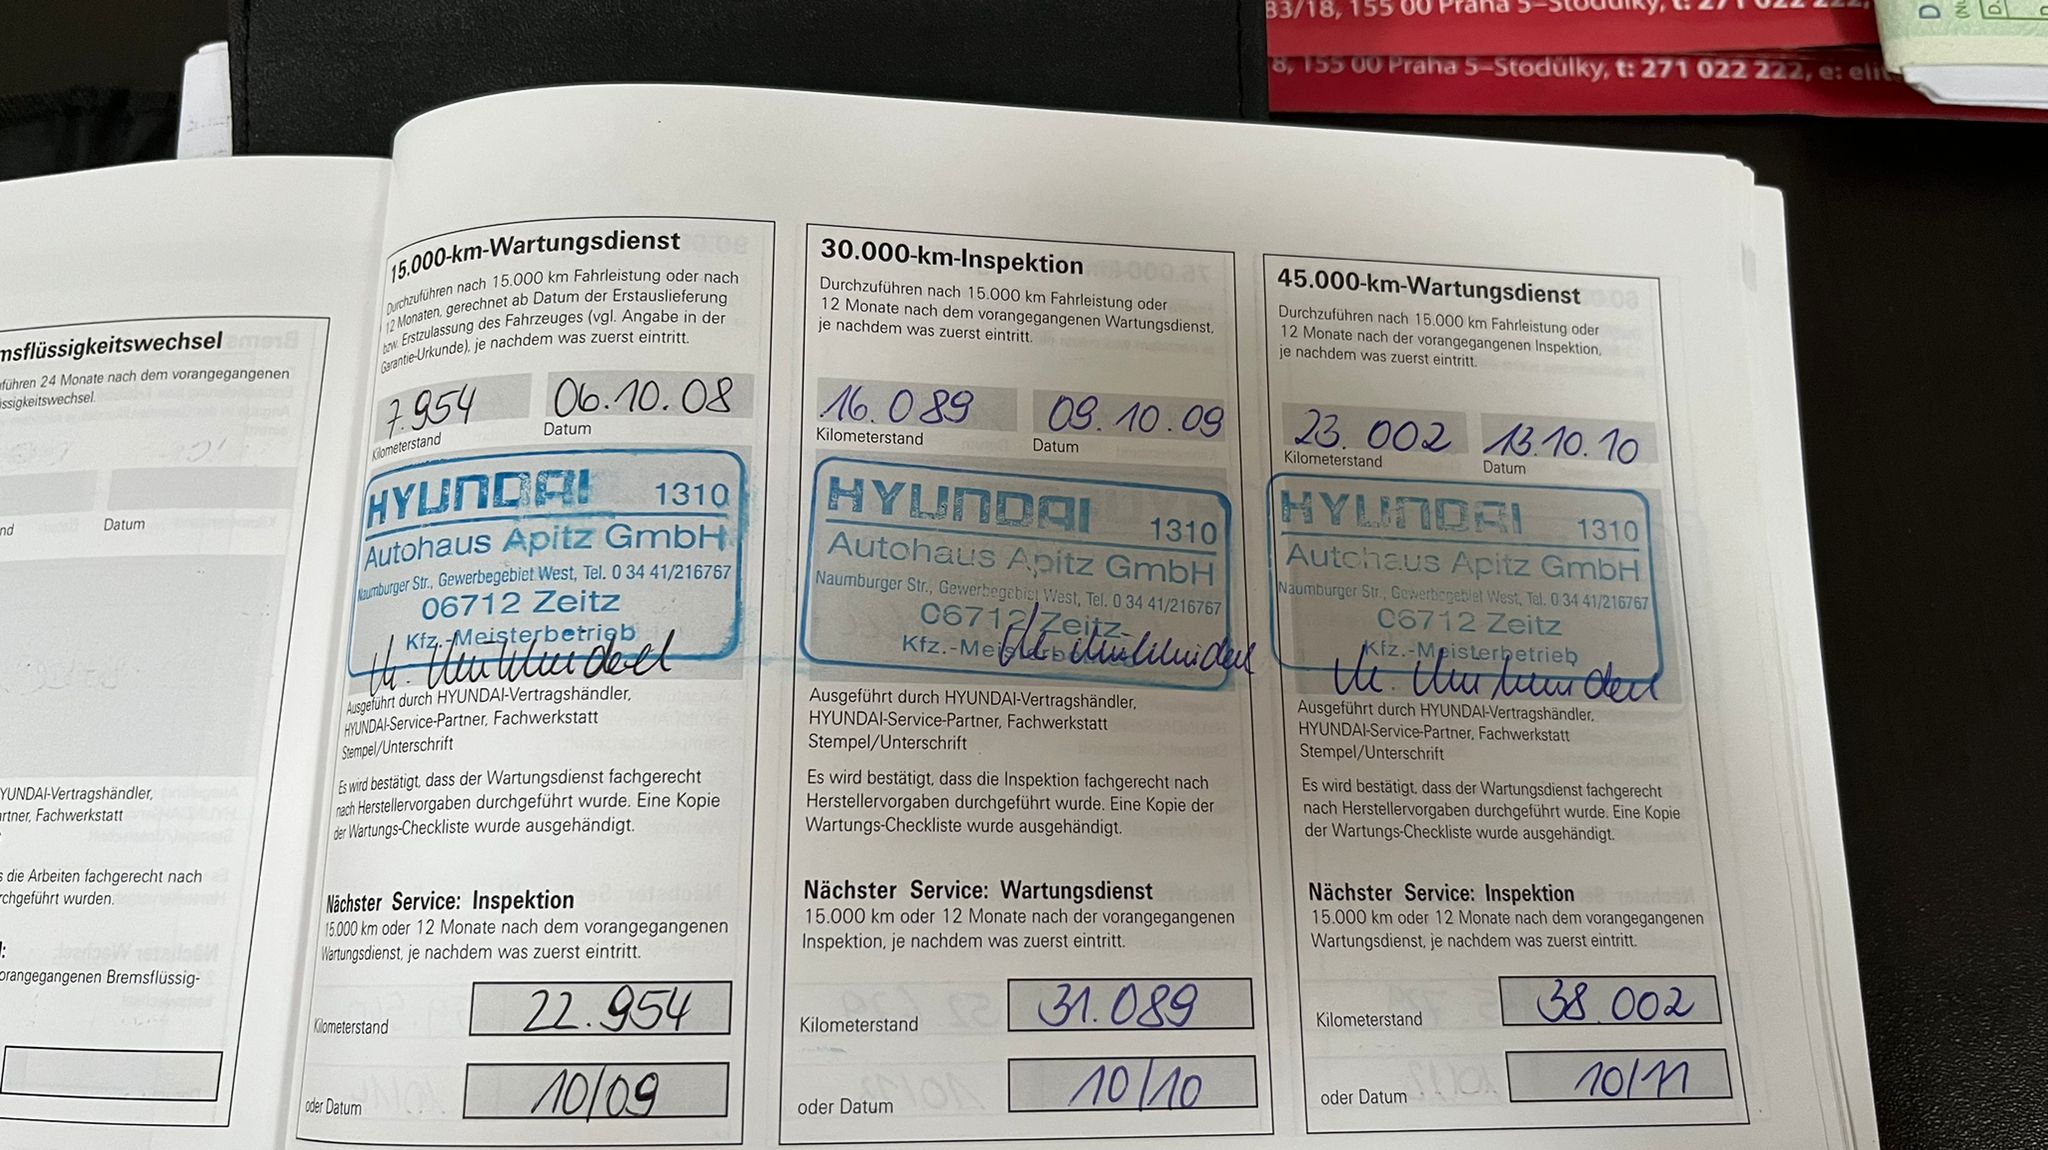 83/18, 155 00 Praha 5–Stodůlky, t: 271 022 222,
8, 155 00 Praha 5–Stodůlky, t: 271 022 222, e: elit
msflüssigkeitswechsel
führen 24 Monate nach dem vorangegangenen
ssigkeitswechsel.
nd
Datum
YUNDAI-Vertragshändler,
artner, Fachwerkstatt
s die Arbeiten fachgerecht nach
rchgeführt wurden.
orangegangenen Bremsflüssig-
15.000-km-Wartungsdienst
Durchzuführen nach 15.000 km Fahrleistung oder nach
12 Monaten, gerechnet ab Datum der Erstauslieferung
bzw. Erstzulassung des Fahrzeuges (vgl. Angabe in der
Garantie-Urkunde), je nachdem was zuerst eintritt.
7.954 06.10.08
Kilometerstand Datum
HYUNDAI 1310
Autohaus Apitz GmbH
Naumburger Str., Gewerbegebiet West, Tel. 0 34 41/216767
06712 Zeitz
Kfz.-Meisterbetrieb
Ausgeführt durch HYUNDAI-Vertragshändler,
HYUNDAI-Service-Partner, Fachwerkstatt
Stempel/Unterschrift
Es wird bestätigt, dass der Wartungsdienst fachgerecht
nach Herstellervorgaben durchgeführt wurde. Eine Kopie
der Wartungs-Checkliste wurde ausgehändigt.
Nächster Service: Inspektion
15.000 km oder 12 Monate nach dem vorangegangenen
Wartungsdienst, je nachdem was zuerst eintritt.
Kilometerstand 22.954
oder Datum 10/09
30.000-km-Inspektion
Durchzuführen nach 15.000 km Fahrleistung oder
12 Monate nach dem vorangegangenen Wartungsdienst,
je nachdem was zuerst eintritt.
16.089 09.10.09
Kilometerstand Datum
HYUNDAI 1310
Autohaus Apitz GmbH
Naumburger Str., Gewerbegebiet West, Tel. 0 34 41/216767
06712 Zeitz
Kfz.-Meisterbetrieb
Ausgeführt durch HYUNDAI-Vertragshändler,
HYUNDAI-Service-Partner, Fachwerkstatt
Stempel/Unterschrift
Es wird bestätigt, dass die Inspektion fachgerecht nach
Herstellervorgaben durchgeführt wurde. Eine Kopie der
Wartungs-Checkliste wurde ausgehändigt.
Nächster Service: Wartungsdienst
15.000 km oder 12 Monate nach der vorangegangenen
Inspektion, je nachdem was zuerst eintritt.
Kilometerstand 31.089
oder Datum 10/10
45.000-km-Wartungsdienst
Durchzuführen nach 15.000 km Fahrleistung oder
12 Monate nach der vorangegangenen Inspektion,
je nachdem was zuerst eintritt.
23.002 13.10.10
Kilometerstand Datum
HYUNDAI 1310
Autohaus Apitz GmbH
Naumburger Str., Gewerbegebiet West, Tel. 0 34 41/216767
06712 Zeitz
Kfz.-Meisterbetrieb
Ausgeführt durch HYUNDAI-Vertragshändler,
HYUNDAI-Service-Partner, Fachwerkstatt
Stempel/Unterschrift
Es wird bestätigt, dass der Wartungsdienst fachgerecht
nach Herstellervorgaben durchgeführt wurde. Eine Kopie
der Wartungs-Checkliste wurde ausgehändigt.
Nächster Service: Inspektion
15.000 km oder 12 Monate nach dem vorangegangenen
Wartungsdienst, je nachdem was zuerst eintritt.
Kilometerstand 38.002
oder Datum 10/11